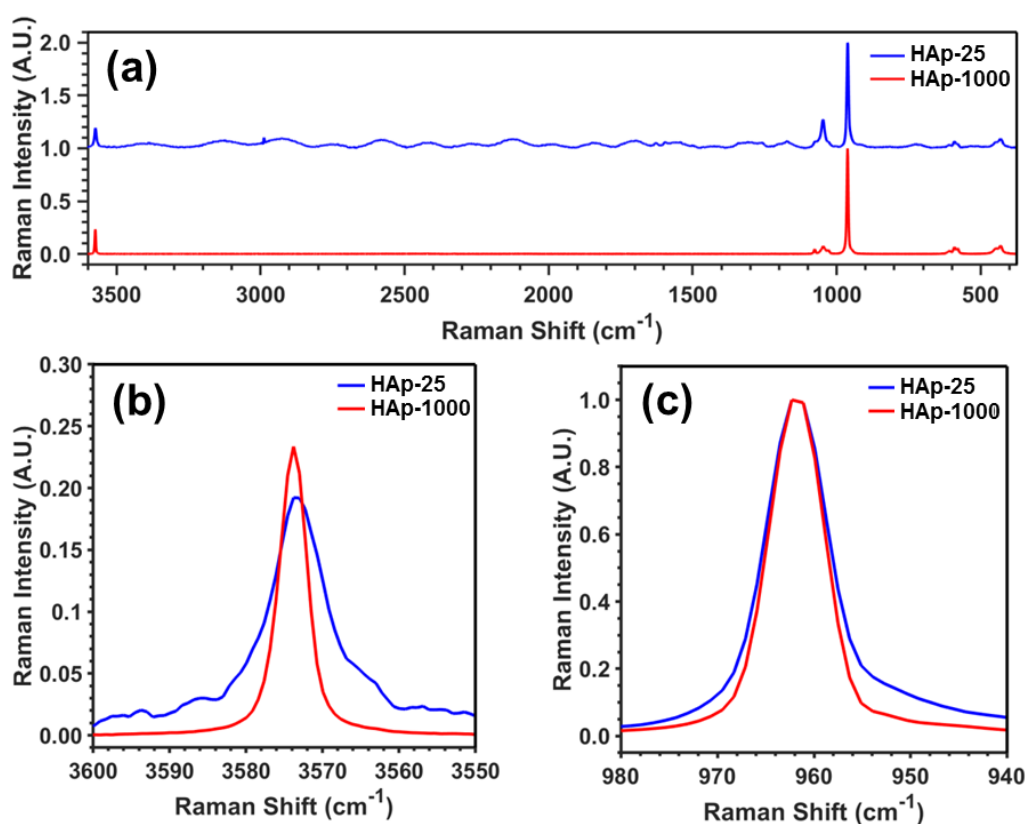 (a)
HAp-25
HAp-1000
Raman Intensity (A.U.)
2.0
1.5
1.0
0.5
0.0
3500 3000 2500 2000 1500 1000 500
Raman Shift (cm⁻¹)
(b)
HAp-25
HAp-1000
Raman Intensity (A.U.)
0.30
0.25
0.20
0.15
0.10
0.05
0.00
3600 3590 3580 3570 3560 3550
Raman Shift (cm⁻¹)
(c)
HAp-25
HAp-1000
Raman Intensity (A.U.)
1.0
0.8
0.6
0.4
0.2
0.0
980 970 960 950 940
Raman Shift (cm⁻¹)